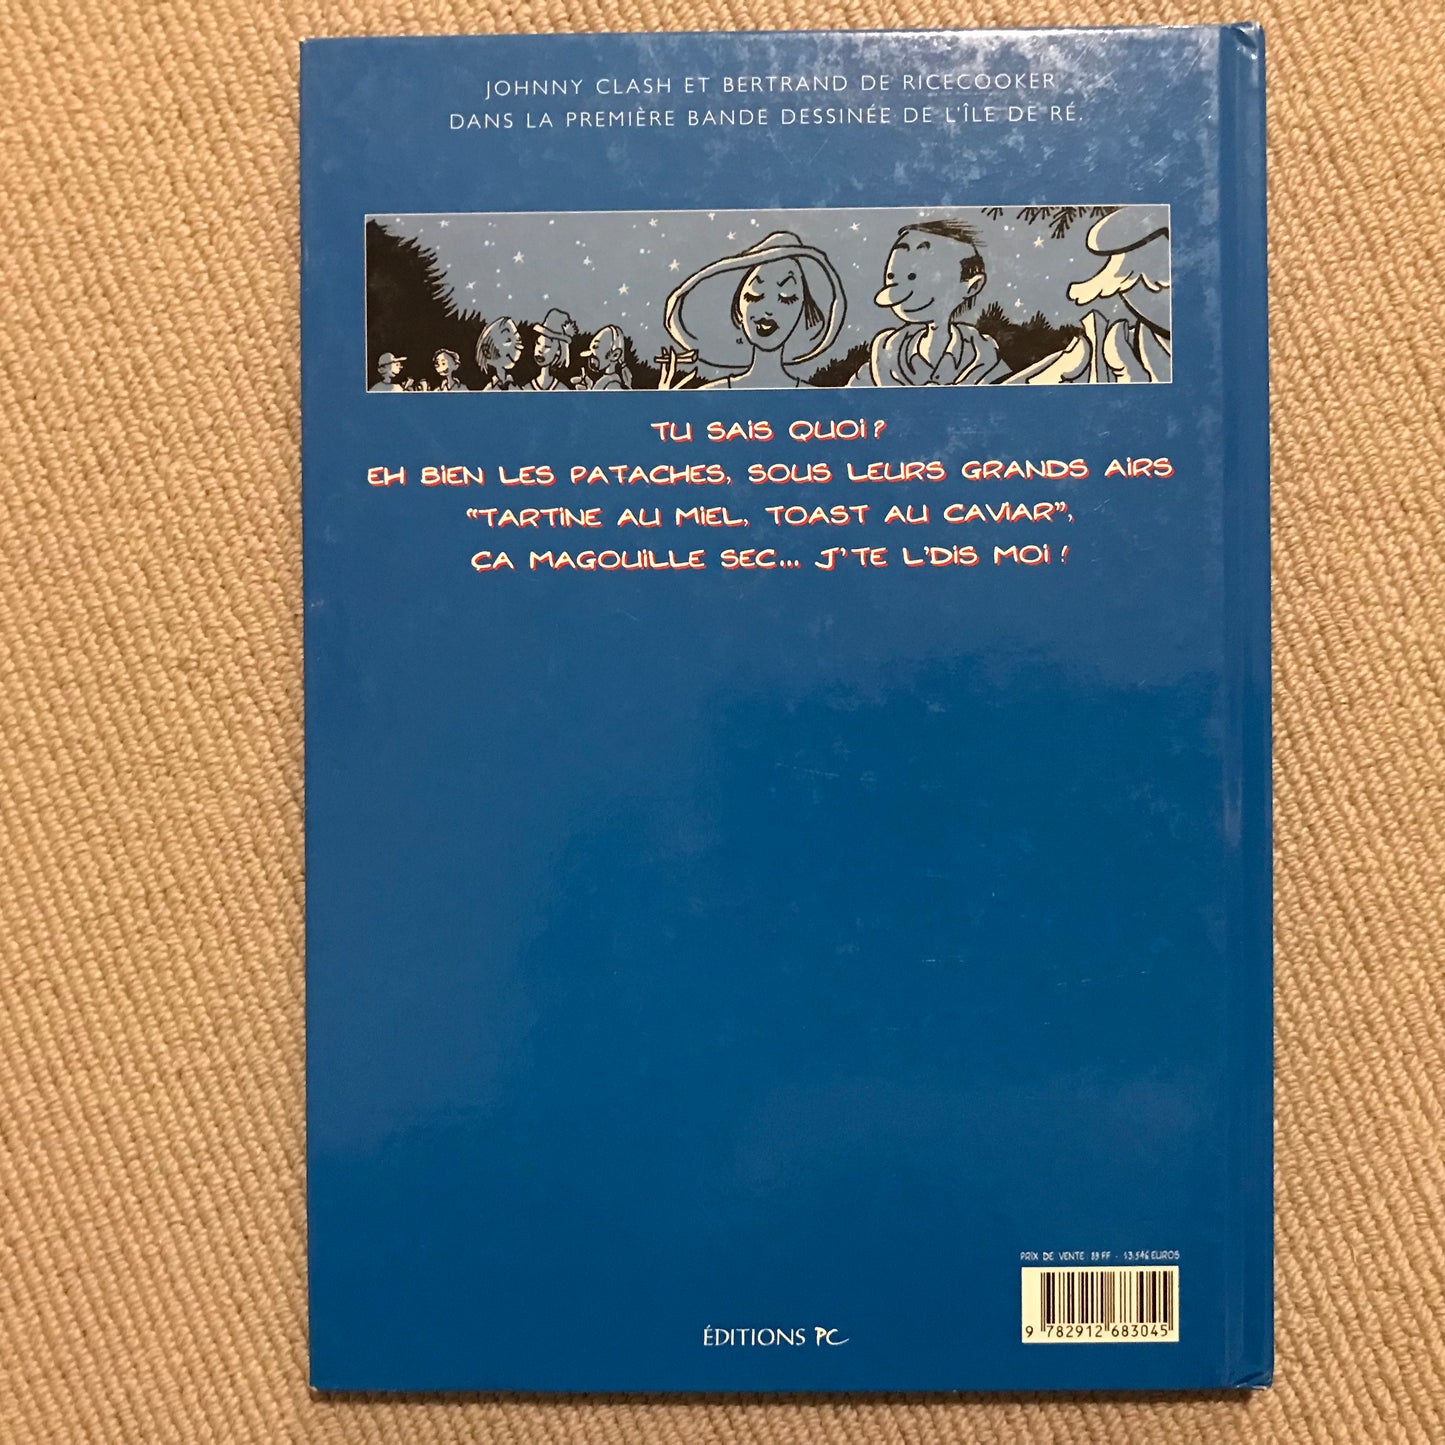 JOHNNY CLASH ET BERTRAND DE RICECOOKER
DANS LA PREMIÈRE BANDE DESSINÉE DE L'ÎLE DE RÉ.
TU SAIS QUOI ?
EH BIEN LES PATACHES, SOUS LEURS GRANDS AIRS
“TARTINE AU MIEL, TOAST AU CAVIAR”,
ÇA MAGOUILLE SEC... J'TE L'DIS MOI !
PRIX DE VENTE : 89 FF - 13.546 EUROS
9 782912 683045
ÉDITIONS PC